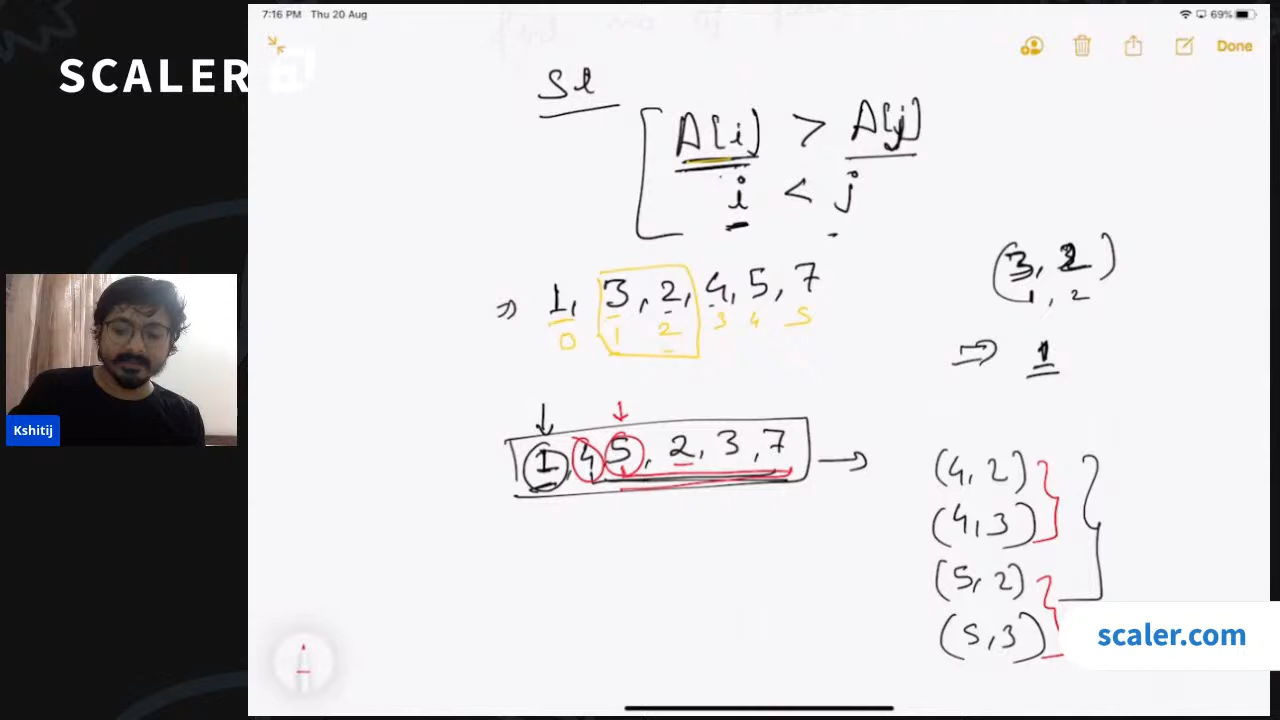 7:16 PM Thu 20 Aug
69%
Done
SCALER
A[i] > A[j]
i < j
(3, 2)
1, 2
⇒ 1, 3, 2, 4, 5, 7
0 1 2 3 4 5
⇒ 1
1, 4 5, 2, 3, 7 →
(4, 2)
(4, 3)
(5, 2)
(5, 3)
Kshitij
scaler.com